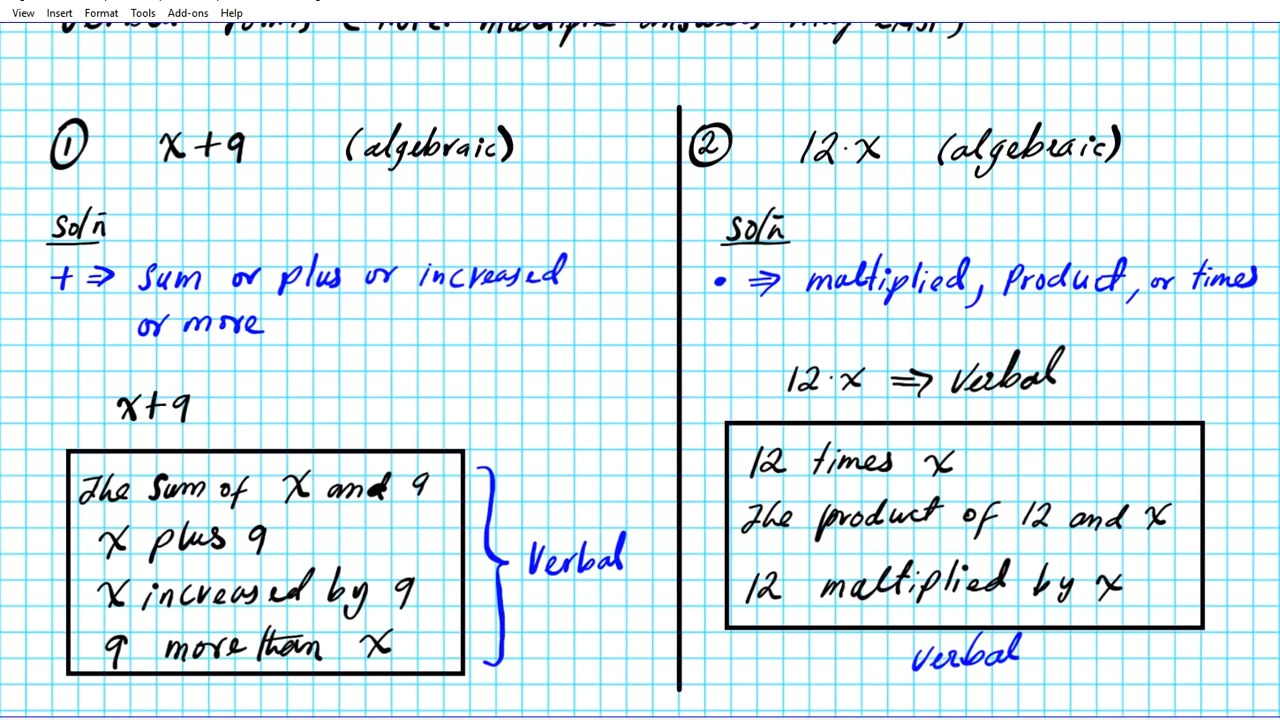 View Insert Format Tools Add-ons Help
① x+9 (algebraic)
Sol/n̄
+ ⇒ sum or plus or increased
or more
x+9
The sum of x and 9
x plus 9
x increased by 9
9 more than x
Verbal
② 12·x (algebraic)
Sol/n̄
• ⇒ multiplied, Product, or times
12·x ⇒ Verbal
12 times x
The product of 12 and x
12 multiplied by x
Verbal